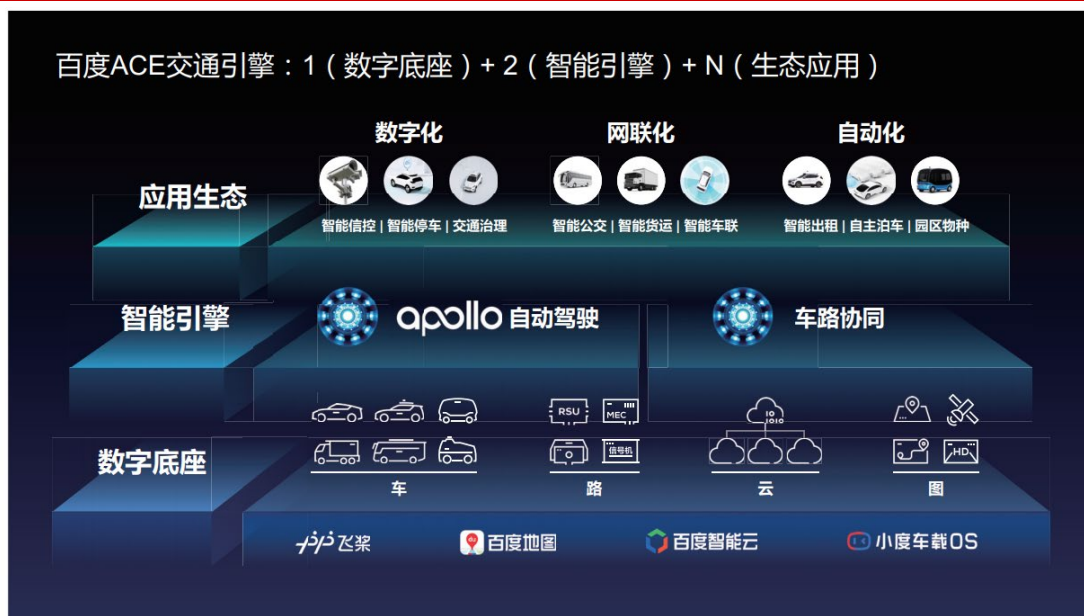 百度ACE交通引擎：1（数字底座）+ 2（智能引擎）+ N（生态应用）
数字化
网联化
自动化
应用生态
智能信控 | 智能停车 | 交通治理
智能公交 | 智能货运 | 智能车联
智能出租 | 自主泊车 | 园区物种
智能引擎
apollo 自动驾驶
车路协同
数字底座
RSU
MEC
信号机
10
1010
HD
车
路
云
图
飞桨
du
百度地图
百度智能云
小度车载OS